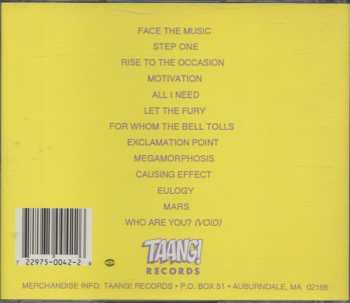 FACE THE MUSIC
STEP ONE
RISE TO THE OCCASION
MOTIVATION
ALL I NEED
LET THE FURY
FOR WHOM THE BELL TOLLS
EXCLAMATION POINT
MEGAMORPHOSIS
CAUSING EFFECT
EULOGY
MARS
WHO ARE YOU? (VOID)
TAANG!
RECORDS
7 22975-0042-2
MERCHANDISE INFO: TAANG! RECORDS • P.O. BOX 51 • AUBURNDALE, MA 02166